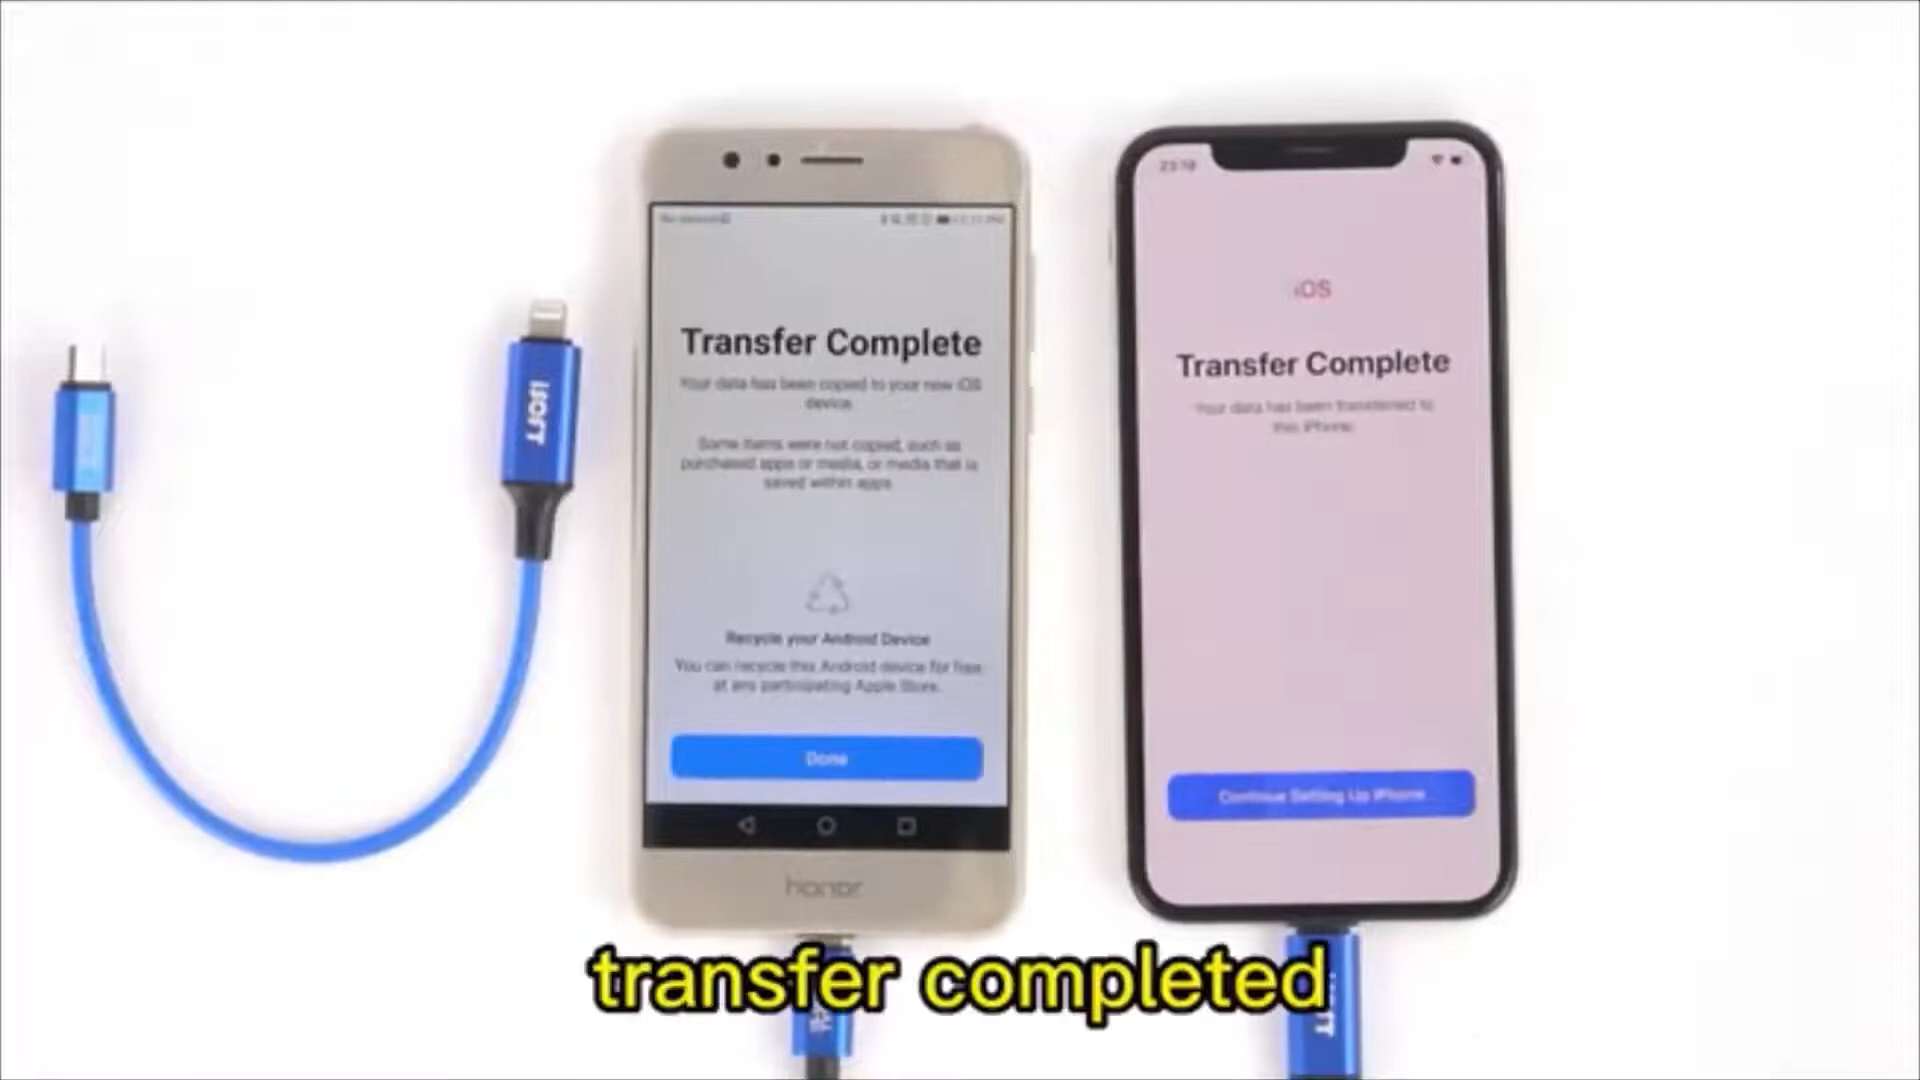 USOFT
Transfer Complete
Your data has been copied to your new iOS
device.
Some items were not copied, such as
purchased apps or media, or media that is
saved within apps.
Recycle your Android Device
You can recycle this Android device for free
at any participating Apple Store.
Done
honor
23:19
iOS
Transfer Complete
Your data has been transferred to
this iPhone.
Continue Setting Up iPhone
transfer completed